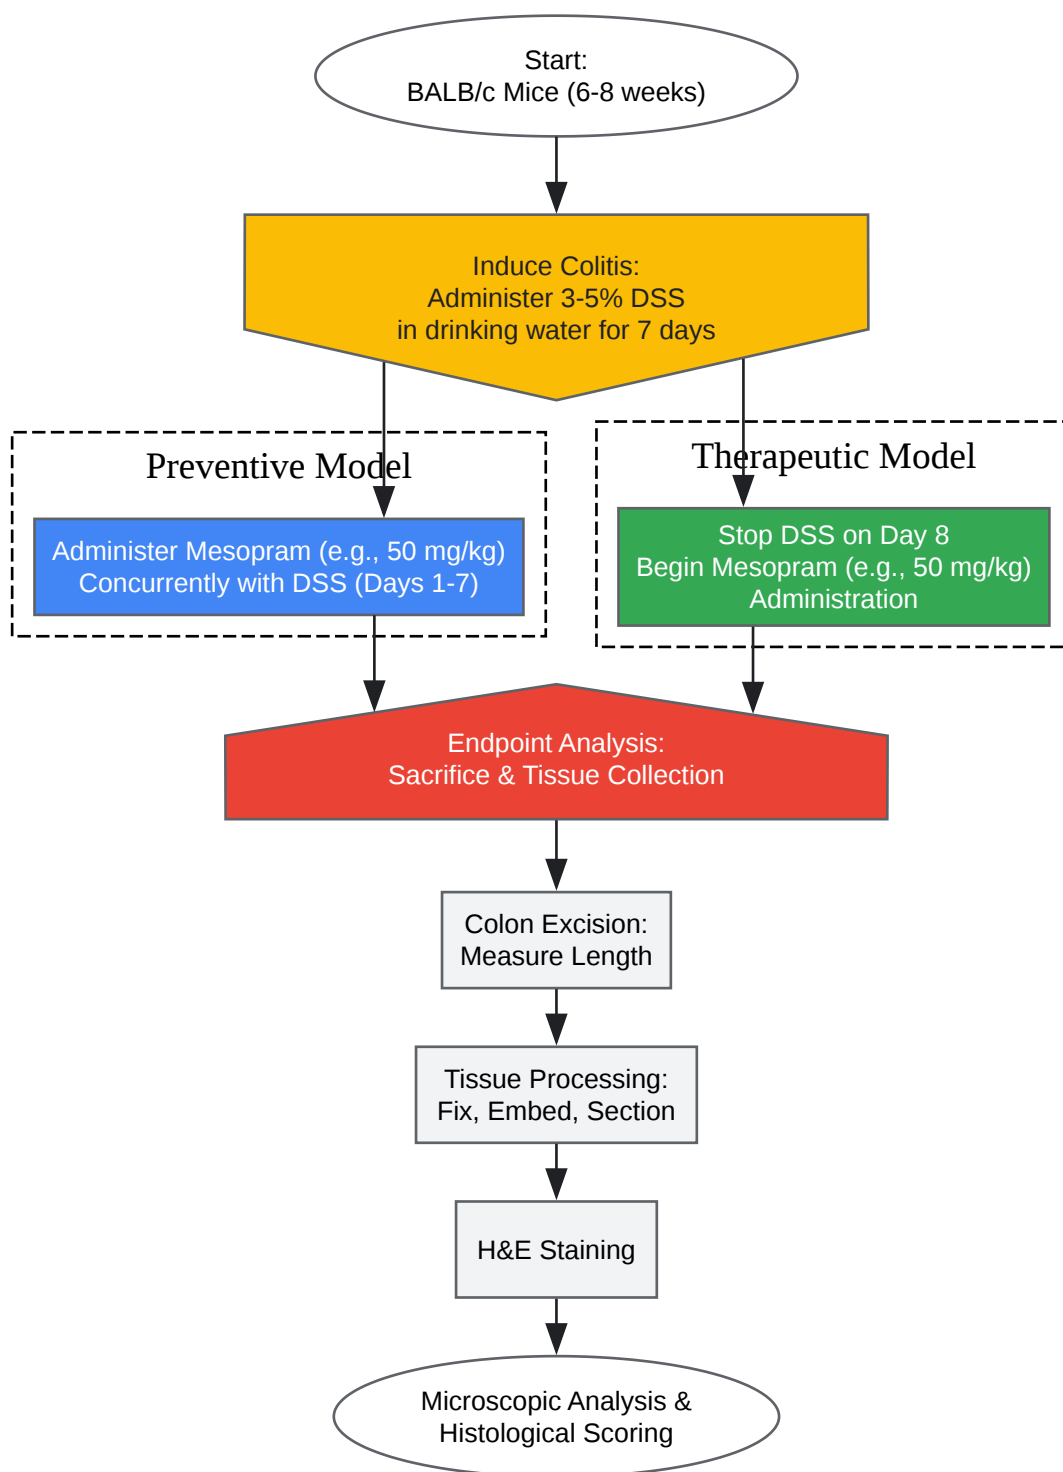 Start:
BALB/c Mice (6-8 weeks)
Induce Colitis:
Administer 3-5% DSS
in drinking water for 7 days
Preventive Model
Administer Mesopram (e.g., 50 mg/kg)
Concurrently with DSS (Days 1-7)
Therapeutic Model
Stop DSS on Day 8
Begin Mesopram (e.g., 50 mg/kg)
Administration
Endpoint Analysis:
Sacrifice & Tissue Collection
Colon Excision:
Measure Length
Tissue Processing:
Fix, Embed, Section
H&E Staining
Microscopic Analysis &
Histological Scoring